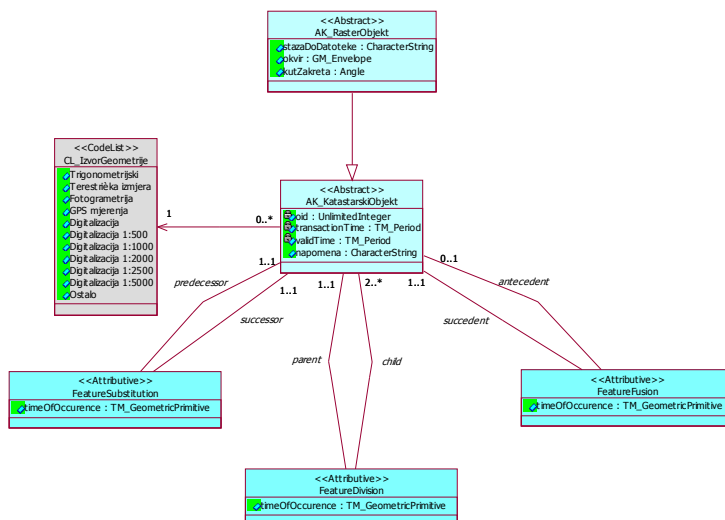 <<Abstract>>
AK_RasterObjekt
stazaDoDatoteke : CharacterString
okvir : GM_Envelope
kutZakreta : Angle
<<CodeList>>
CL_IzvorGeometrije
Trigonometrijski
Terestrièka izmjera
Fotogrametrija
GPS mjerenja
Digitalizacija
Digitalizacija 1:500
Digitalizacija 1:1000
Digitalizacija 1:2000
Digitalizacija 1:2500
Digitalizacija 1:5000
Ostalo
1
0..*
<<Abstract>>
AK_KatastarskiObjekt
oid : UnlimitedInteger
transactionTime : TM_Period
validTime : TM_Period
napomena : CharacterString
1..1
predecessor
1..1
successor
1..1
parent
2..*
child
1..1
succedent
0..1
antecedent
<<Attributive>>
FeatureSubstitution
timeOfOccurence : TM_GeometricPrimitive
<<Attributive>>
FeatureFusion
timeOfOccurence : TM_GeometricPrimitive
<<Attributive>>
FeatureDivision
timeOfOccurence : TM_GeometricPrimitive